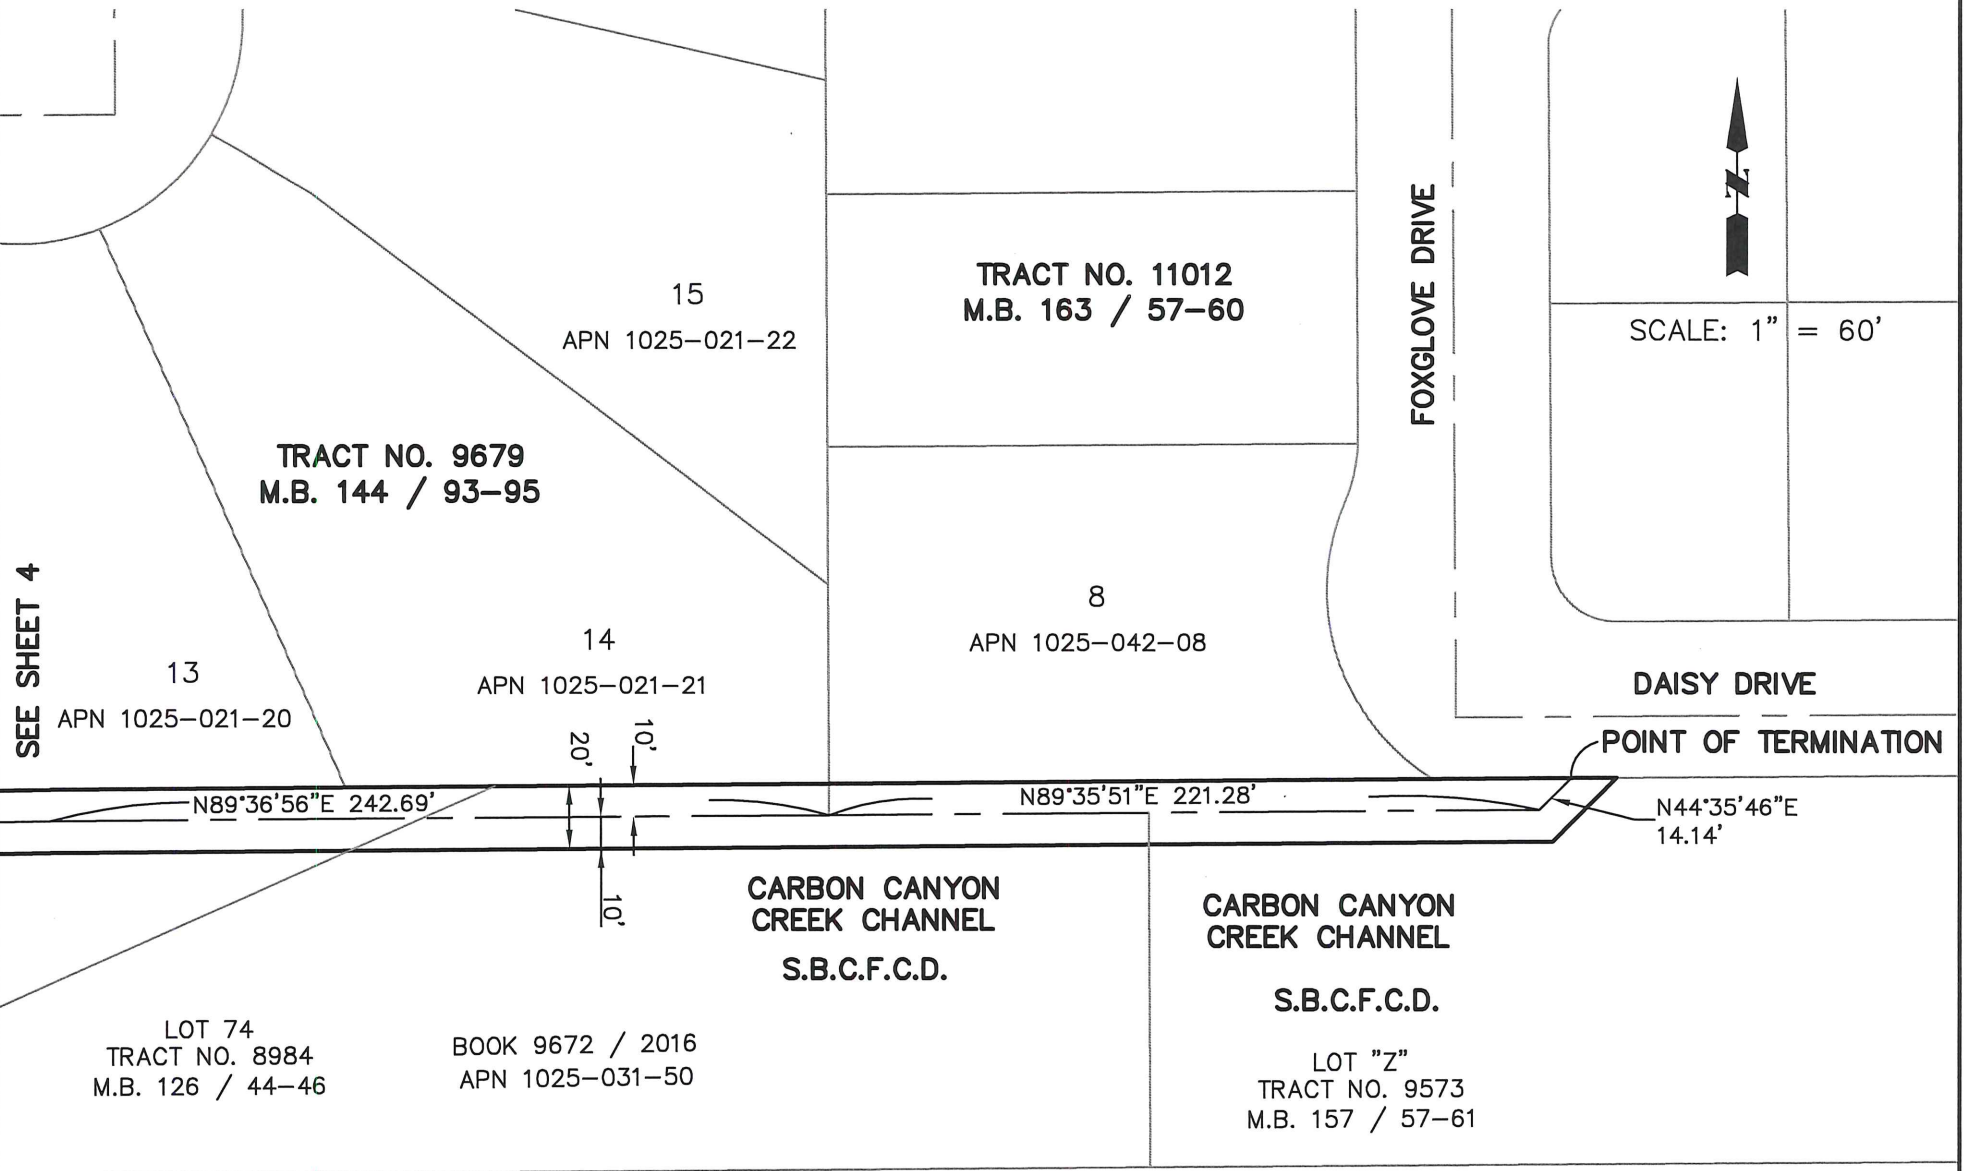 15
APN 1025-021-22
TRACT NO. 11012
M.B. 163 / 57-60
FOXGLOVE DRIVE
N
SCALE: 1" = 60'
TRACT NO. 9679
M.B. 144 / 93-95
SEE SHEET 4
13
APN 1025-021-20
14
APN 1025-021-21
8
APN 1025-042-08
DAISY DRIVE
POINT OF TERMINATION
20'
10'
N89°36'56"E 242.69'
N89°35'51"E 221.28'
N44°35'46"E
14.14'
10'
CARBON CANYON
CREEK CHANNEL
S.B.C.F.C.D.
CARBON CANYON
CREEK CHANNEL
S.B.C.F.C.D.
LOT 74
TRACT NO. 8984
M.B. 126 / 44-46
BOOK 9672 / 2016
APN 1025-031-50
LOT "Z"
TRACT NO. 9573
M.B. 157 / 57-61